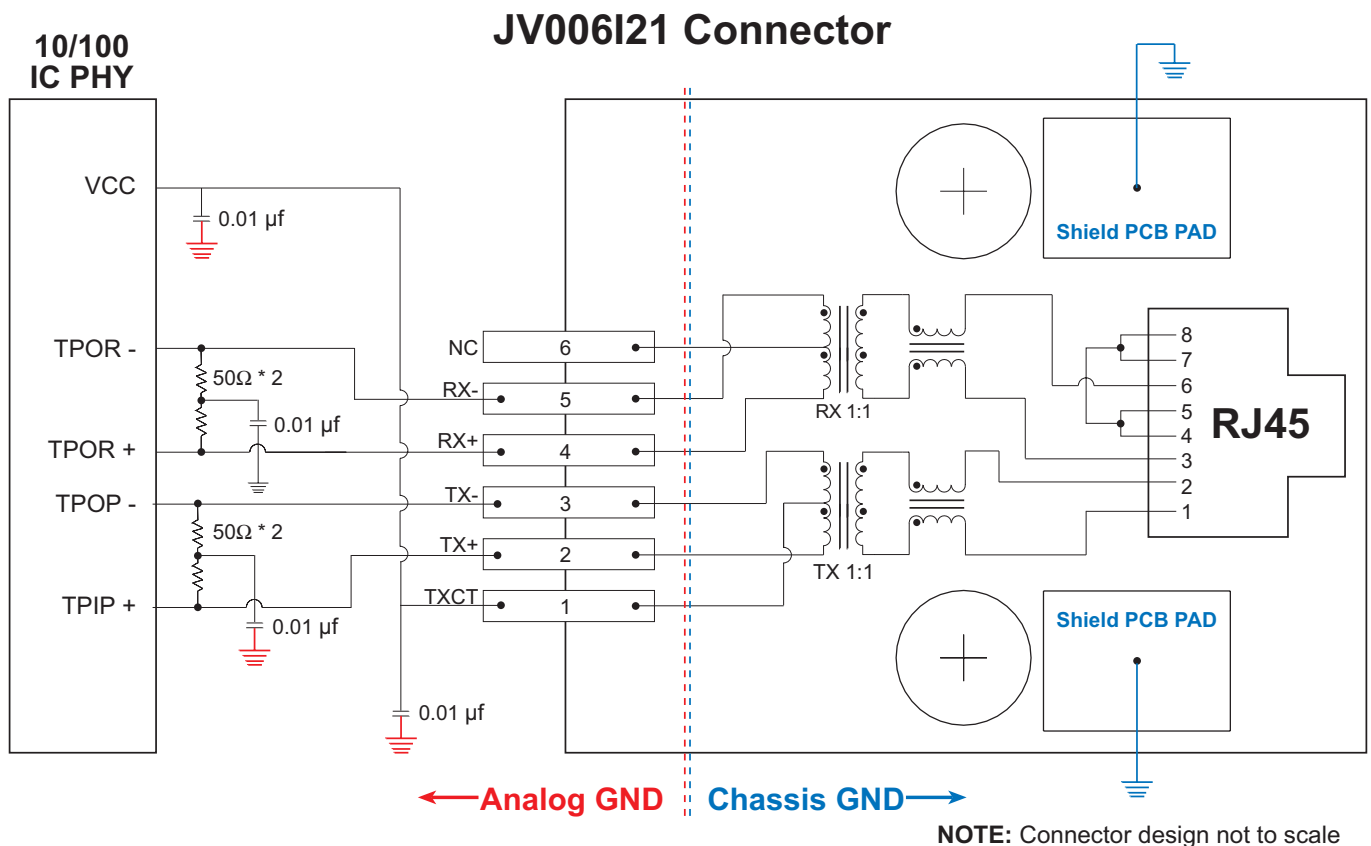 JV006I21 Connector
10/100
IC PHY
VCC
0.01 µf
Shield PCB PAD
TPOR -
50Ω * 2
0.01 µf
TPOR +
TPOP -
50Ω * 2
TPIP +
0.01 µf
0.01 µf
NC
6
RX-
5
RX+
4
TX-
3
TX+
2
TXCT
1
RX 1:1
TX 1:1
8
7
6
5
4
3
2
1
RJ45
Shield PCB PAD
Analog GND
Chassis GND
NOTE: Connector design not to scale